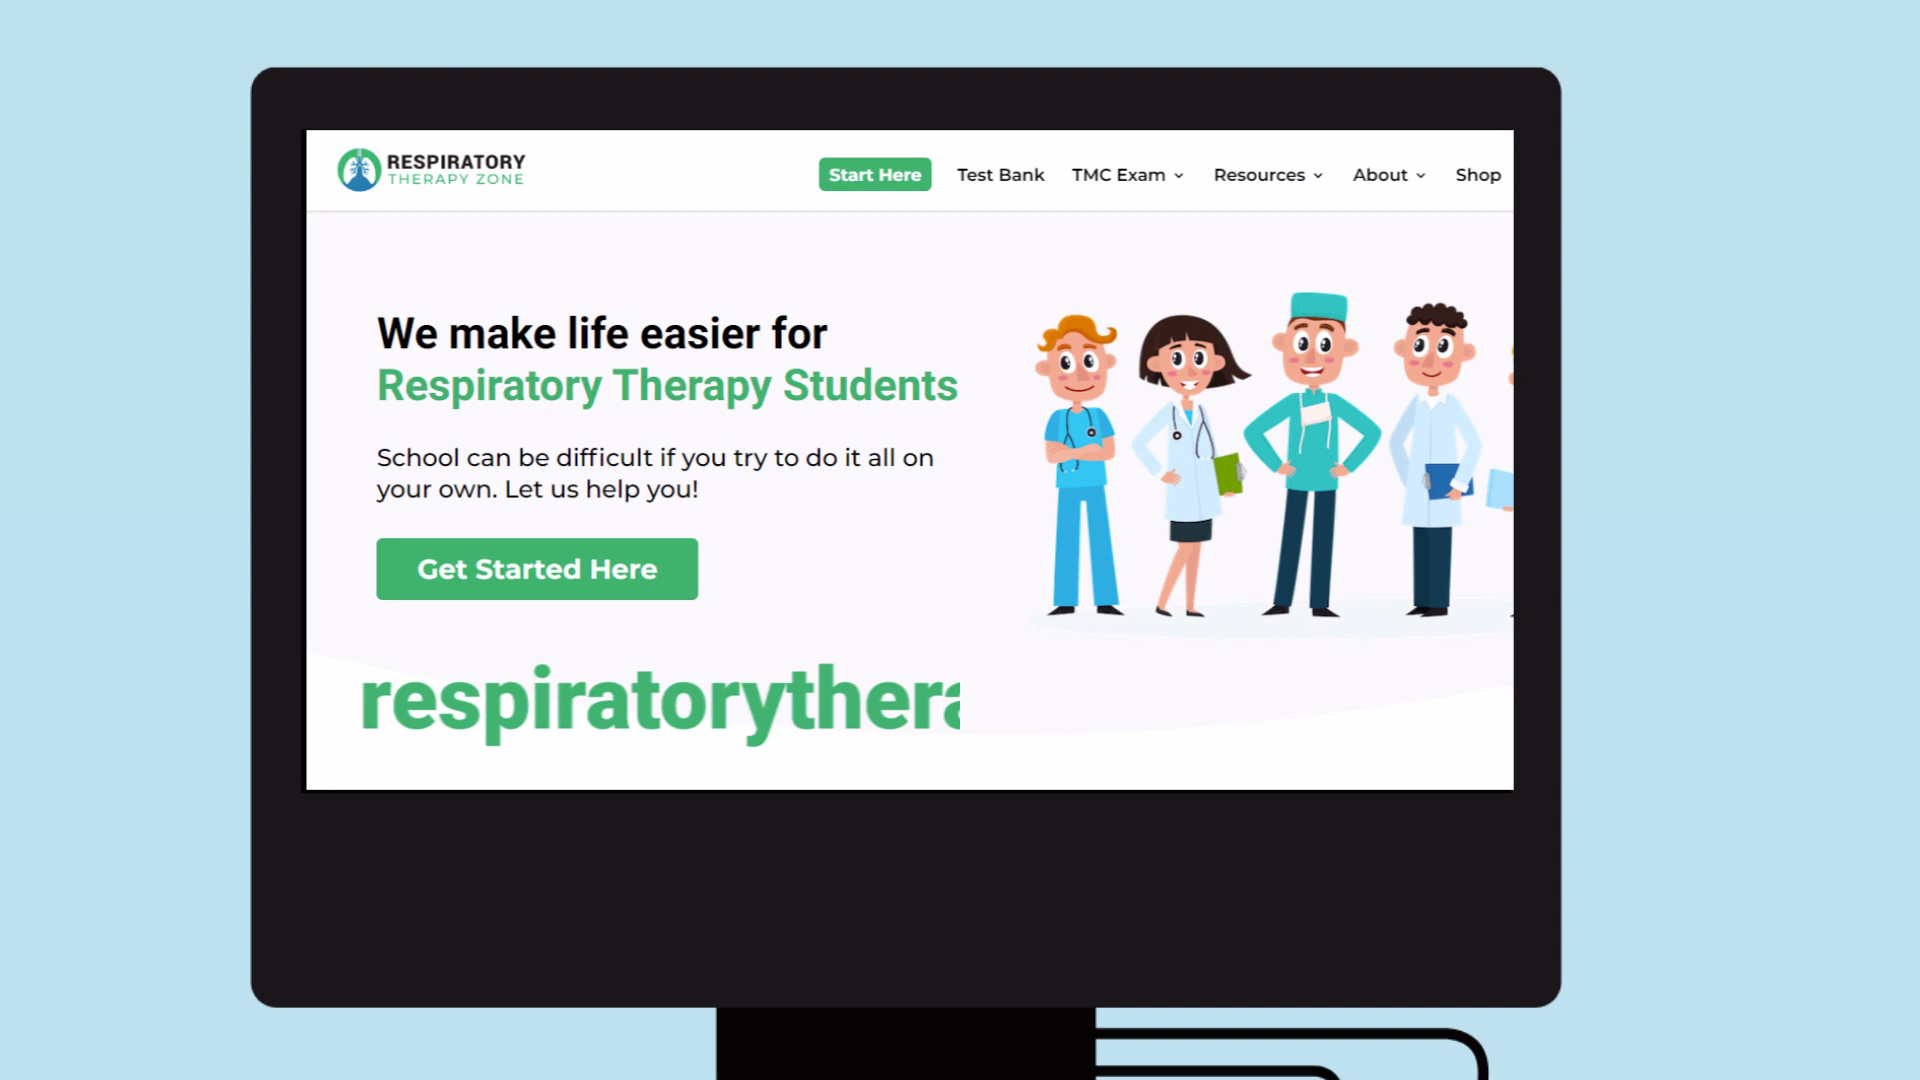 RESPIRATORY
THERAPY ZONE
Start Here Test Bank TMC Exam Resources About Shop
We make life easier for
Respiratory Therapy Students
School can be difficult if you try to do it all on
your own. Let us help you!
Get Started Here
respiratorythera